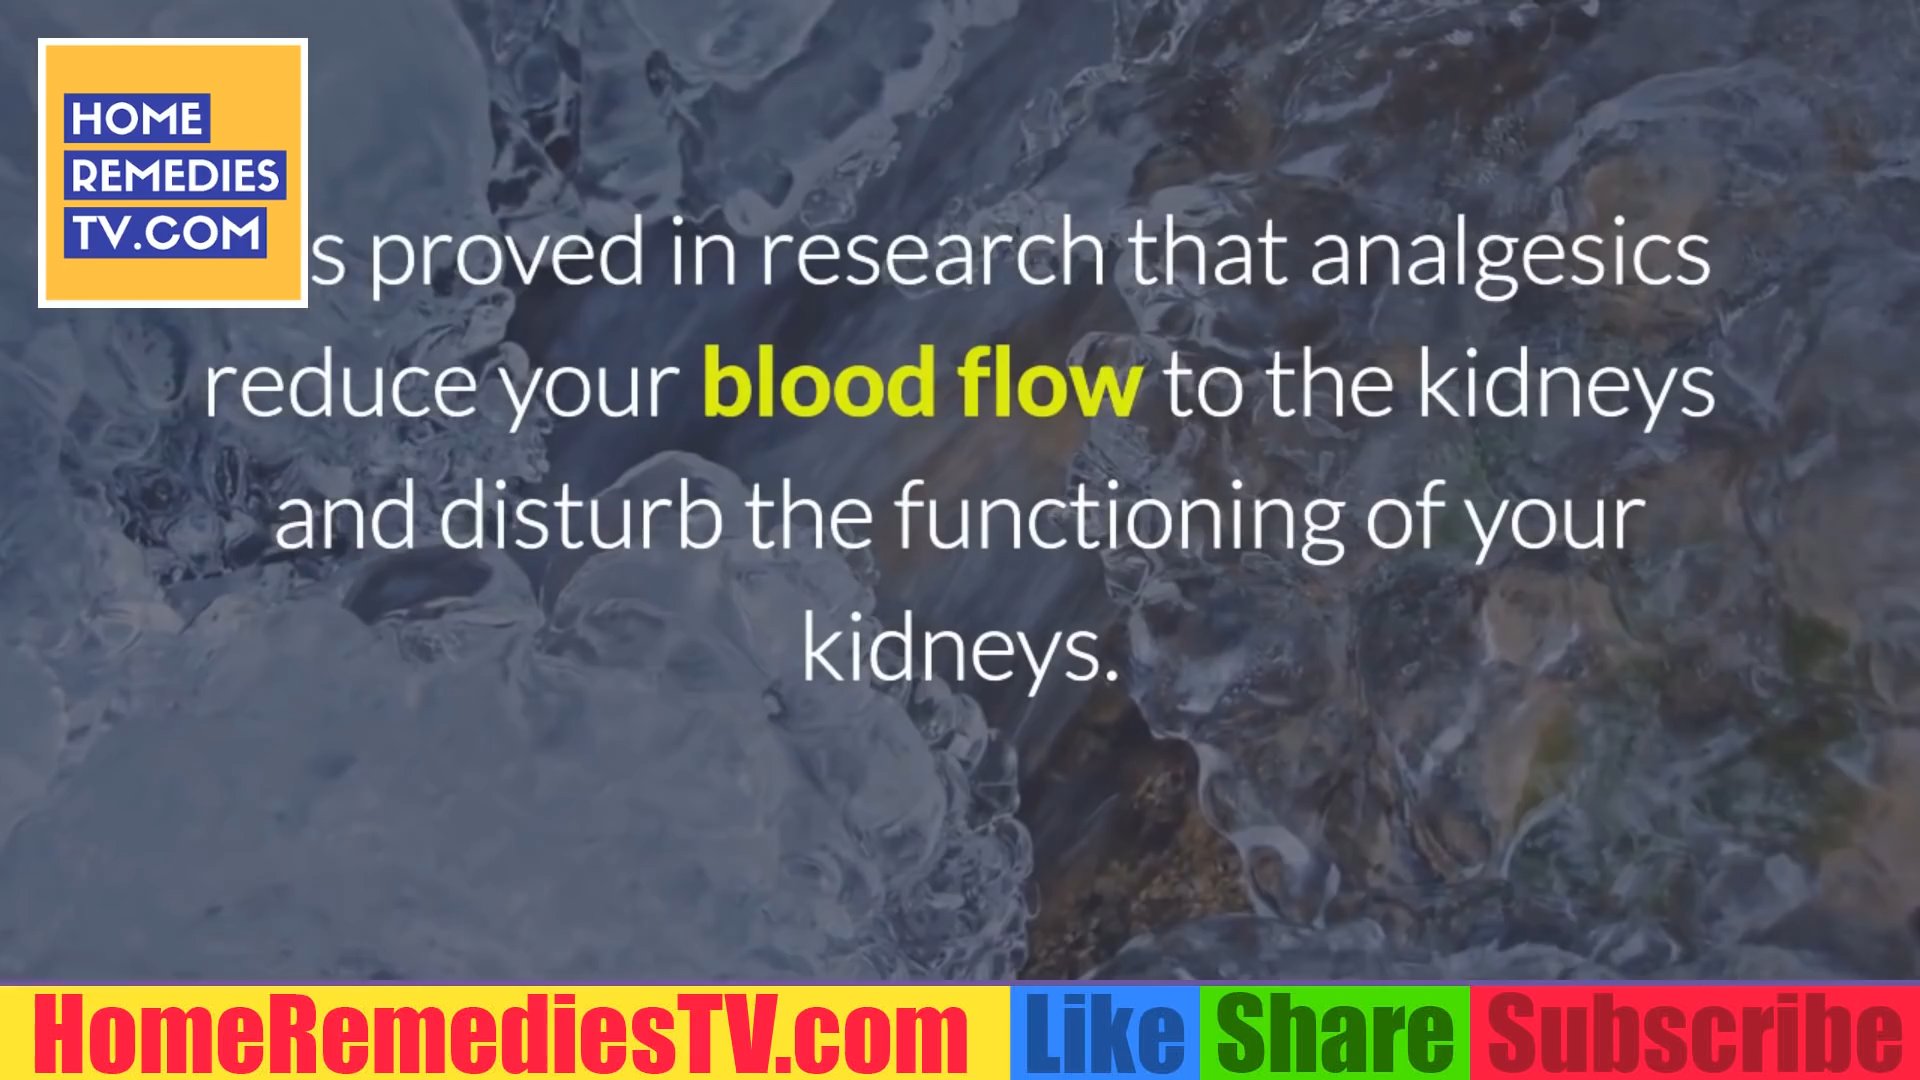 HOME
REMEDIES
TV.COM
s proved in research that analgesics
reduce your blood flow to the kidneys
and disturb the functioning of your
kidneys.
HomeRemediesTV.com Like Share Subscribe